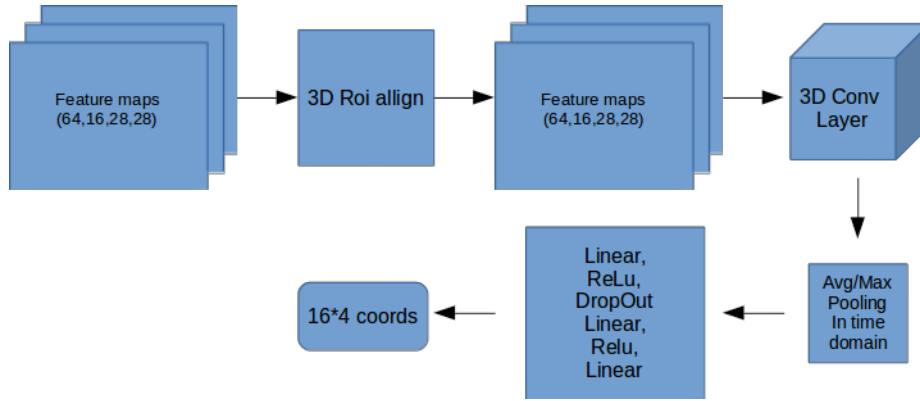 Feature maps
(64,16,28,28)
3D Roi allign
Feature maps
(64,16,28,28)
3D Conv
Layer
Avg/Max
Pooling
In time
domain
Linear,
ReLu,
DropOut
Linear,
Relu,
Linear
16*4 coords